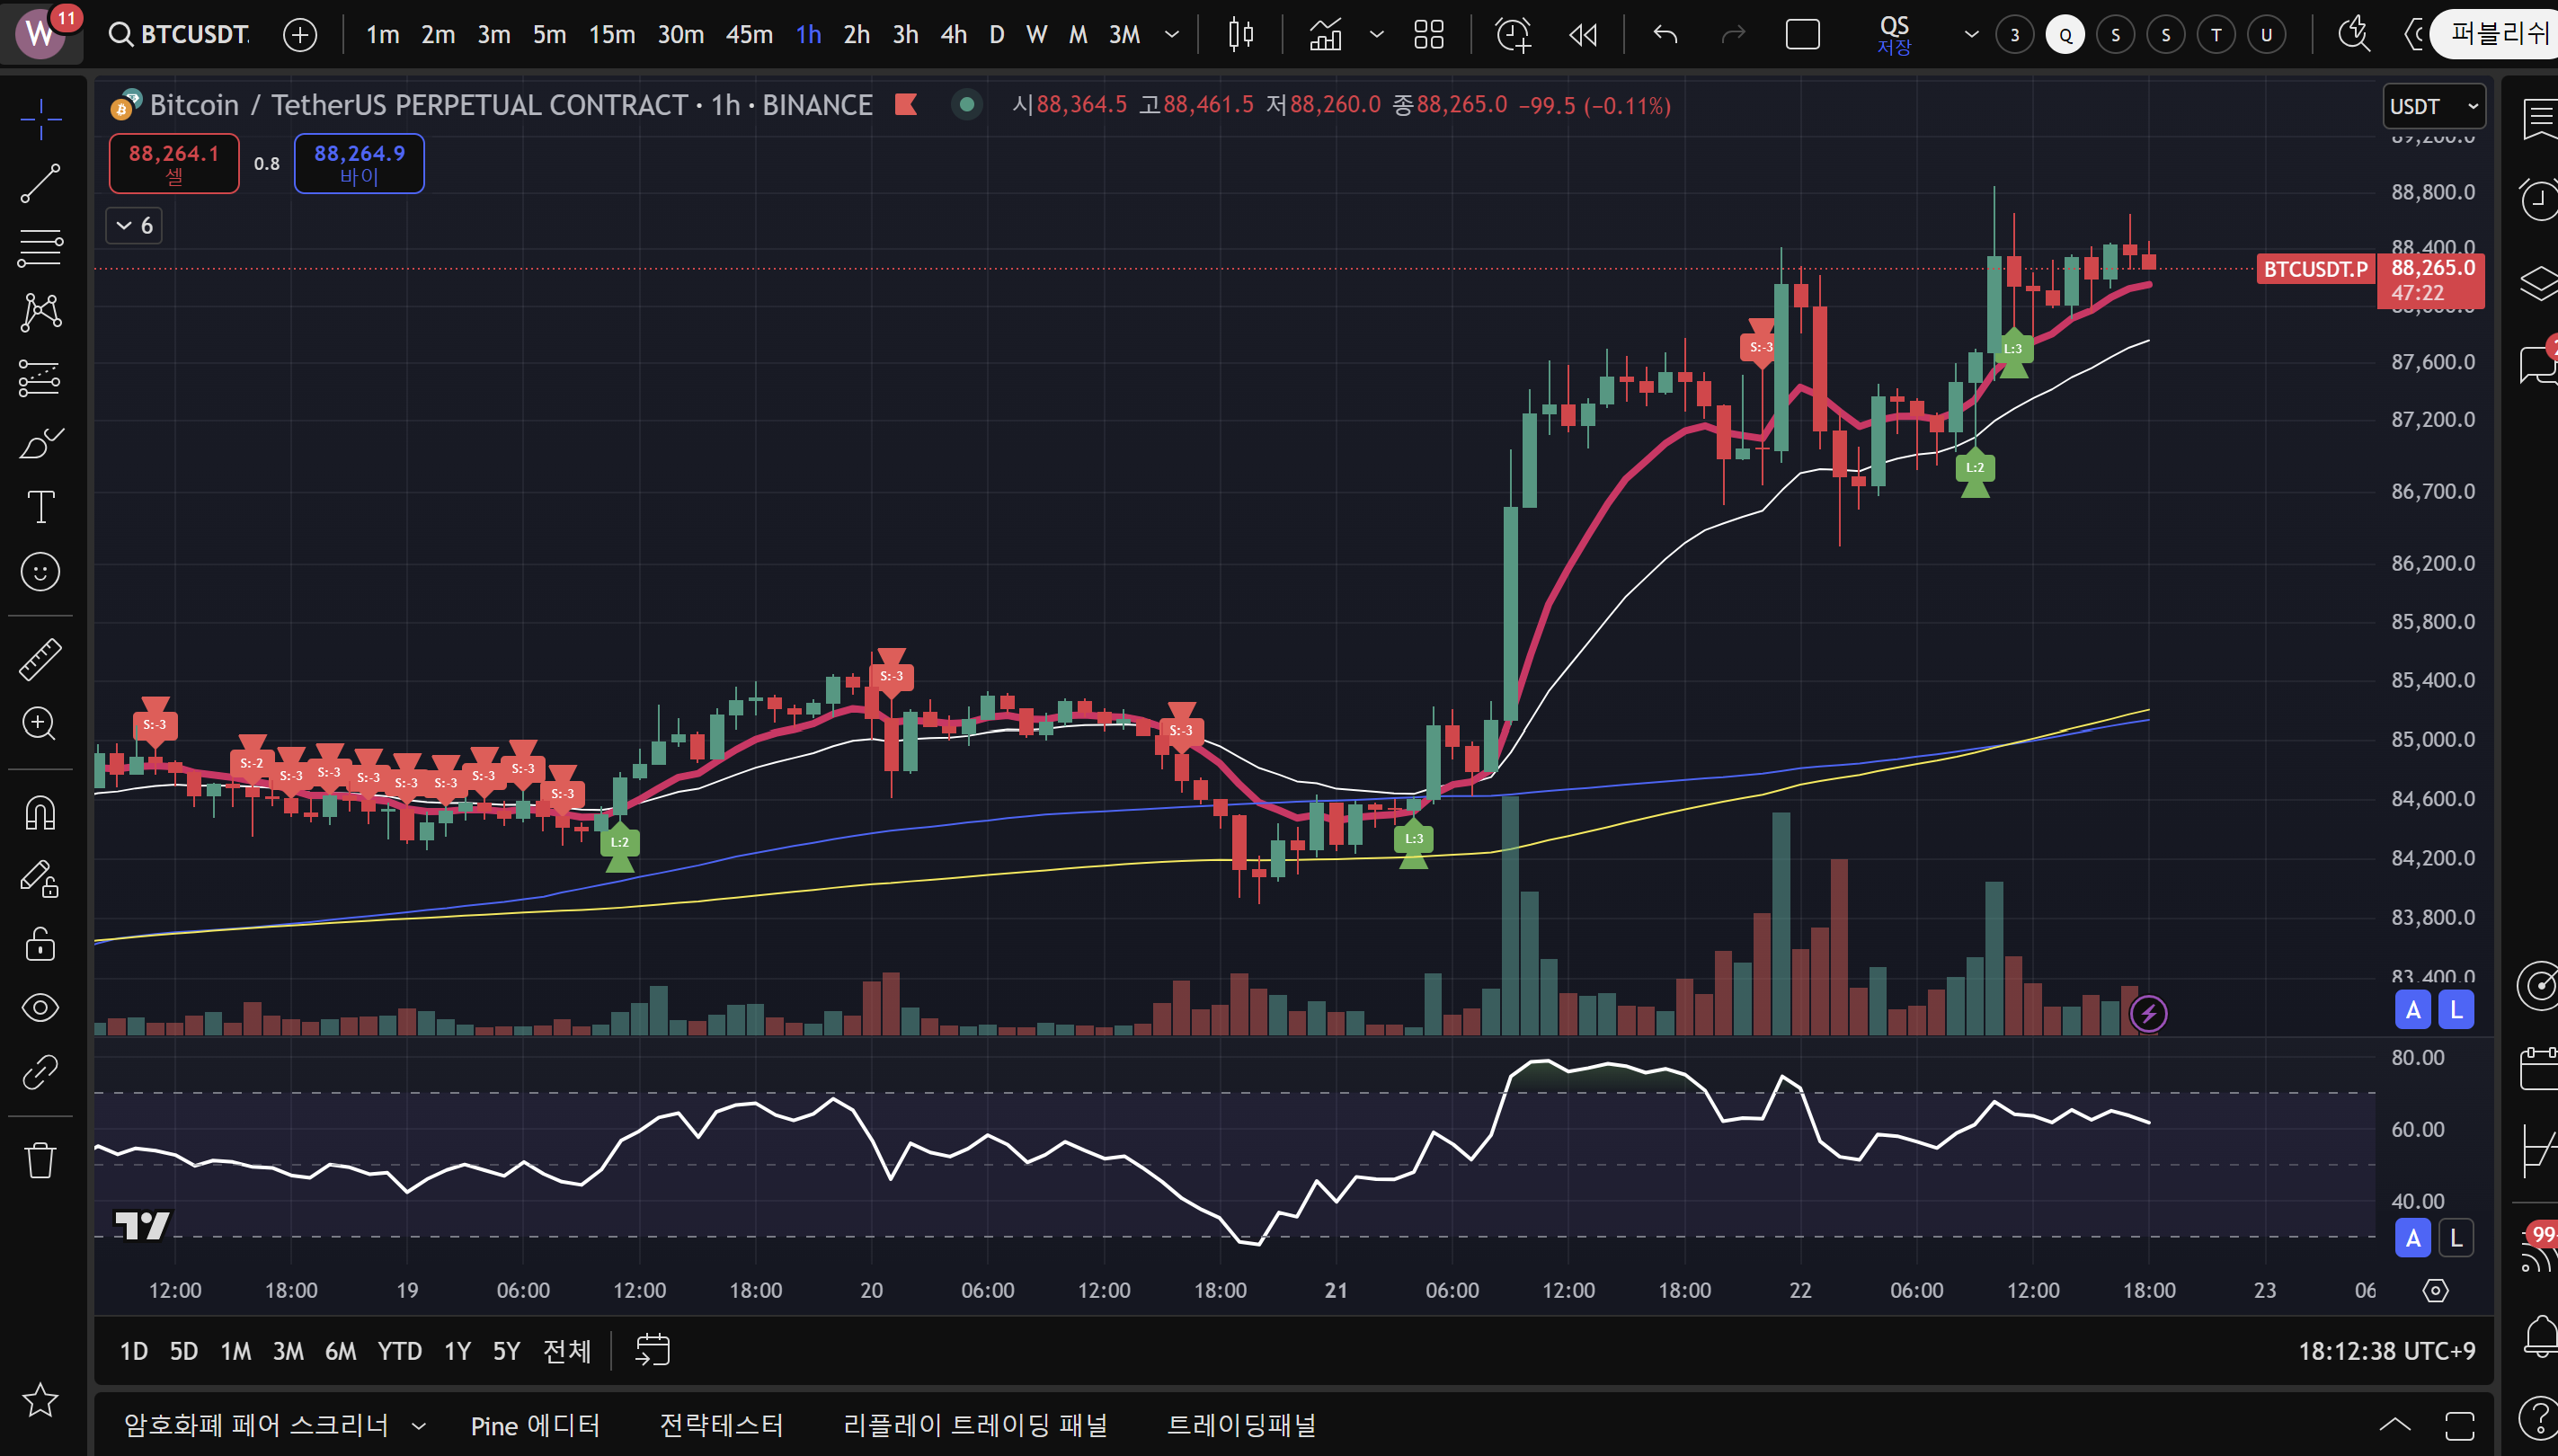 W 11 BTCUSDT. 1m 2m 3m 5m 15m 30m 45m 1h 2h 3h 4h D W M 3M QS 저장 3 Q S S T U 퍼블리쉬
Bitcoin / TetherUS PERPETUAL CONTRACT · 1h · BINANCE 시88,364.5 고88,461.5 저88,260.0 종88,265.0 −99.5 (−0.11%)
USDT
88,264.1 셀 0.8 88,264.9 바이
6
89,200.0
88,800.0
88,400.0
BTCUSDT.P 88,265.0
47:22
88,000.0
87,600.0
87,200.0
86,700.0
86,200.0
85,800.0
85,400.0
85,000.0
84,600.0
84,200.0
83,800.0
83,400.0
S:-3
S:-2
S:-3
S:-3
S:-3
S:-3
S:-3
S:-3
S:-3
S:-3
L:2
S:-3
S:-3
L:3
S:-3
L:2
L:3
A L
80.00
60.00
40.00
A L
99
12:00 18:00 19 06:00 12:00 18:00 20 06:00 12:00 18:00 21 06:00 12:00 18:00 22 06:00 12:00 18:00 23 06
1D 5D 1M 3M 6M YTD 1Y 5Y 전체 18:12:38 UTC+9
암호화폐 페어 스크리너 Pine 에디터 전략테스터 리플레이 트레이딩 패널 트레이딩패널